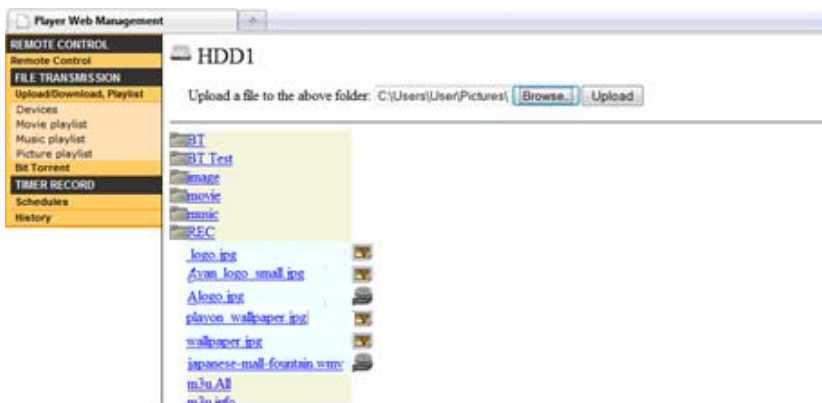 Player Web Management
REMOTE CONTROL
Remote Control
FILE TRANSMISSION
Upload/Download, Playlist
Devices
Movie playlist
Music playlist
Picture playlist
Bit Torrent
TIMER RECORD
Schedules
History
HDD1
Upload a file to the above folder: C:\Users\User\Pictures\ Browse... Upload
BT
BT Test
image
movie
music
REC
logo.jpg
Avan_logo_small.jpg
Alogo.jpg
playon_wallpaper.jpg
wallpaper.jpg
japanese-mall-fountain.wmv
m3u.All
m3u.info